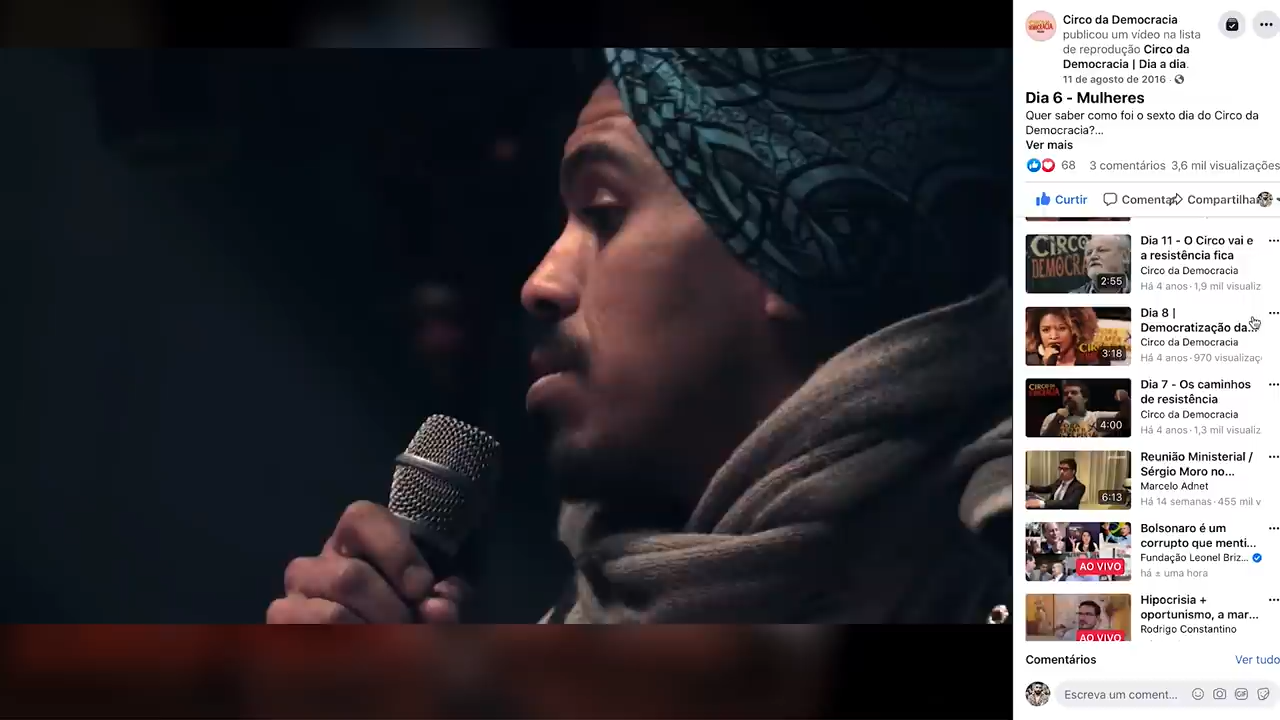 Circo da Democracia
publicou um vídeo na lista
de reprodução Circo da
Democracia | Dia a dia.
11 de agosto de 2016 ·
Dia 6 - Mulheres
Quer saber como foi o sexto dia do Circo da
Democracia?...
Ver mais
68 3 comentários 3,6 mil visualizações
Curtir Comentar Compartilhar
Dia 11 - O Circo vai e
a resistência fica
Circo da Democracia
Há 4 anos · 1,9 mil visualiz
CIRCO
DEMOCRA
2:55
Dia 8 |
Democratização da...
Circo da Democracia
Há 4 anos · 970 visualizaç
3:18
Dia 7 - Os caminhos
de resistência
Circo da Democracia
Há 4 anos · 1,3 mil visualiz
4:00
Reunião Ministerial /
Sérgio Moro no...
Marcelo Adnet
Há 14 semanas · 455 mil v
6:13
Bolsonaro é um
corrupto que menti...
Fundação Leonel Briz...
há ± uma hora
AO VIVO
Hipocrisia +
oportunismo, a mar...
Rodrigo Constantino
AO VIVO
Comentários Ver tudo
Escreva um coment...
GIF